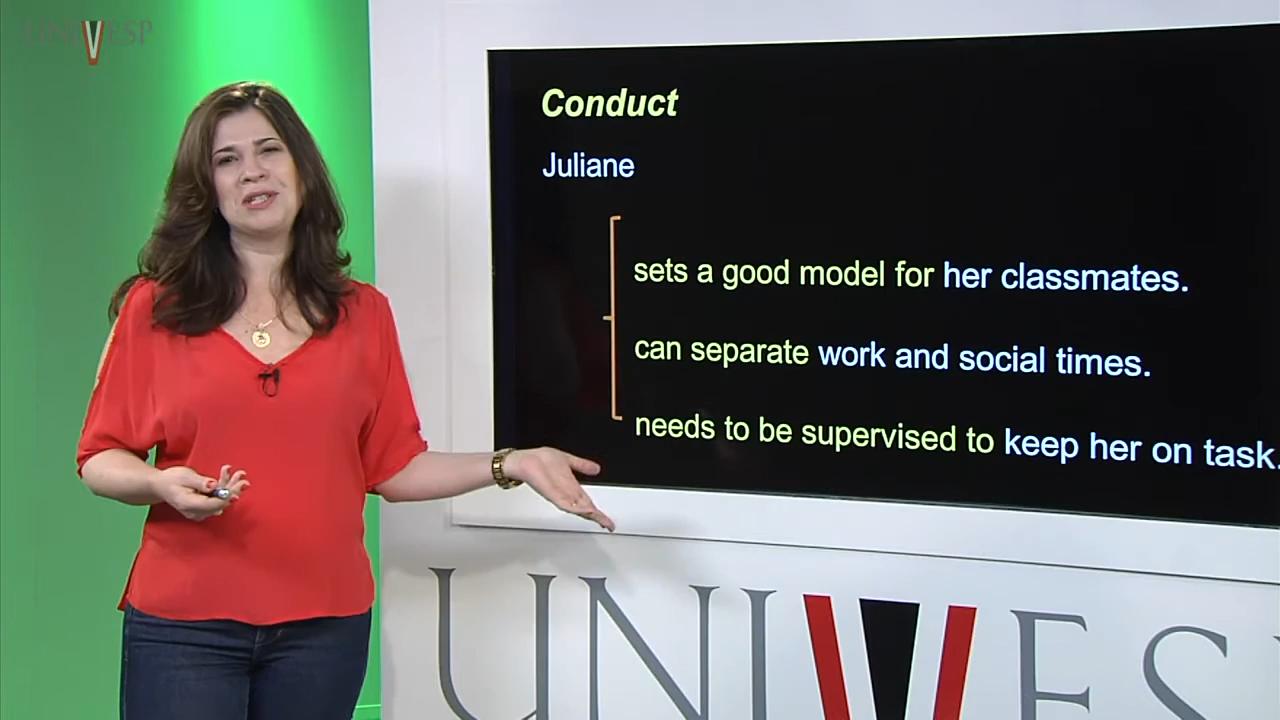 UNIVESP
Conduct
Juliane
sets a good model for her classmates.
can separate work and social times.
needs to be supervised to keep her on task.
UNIVES